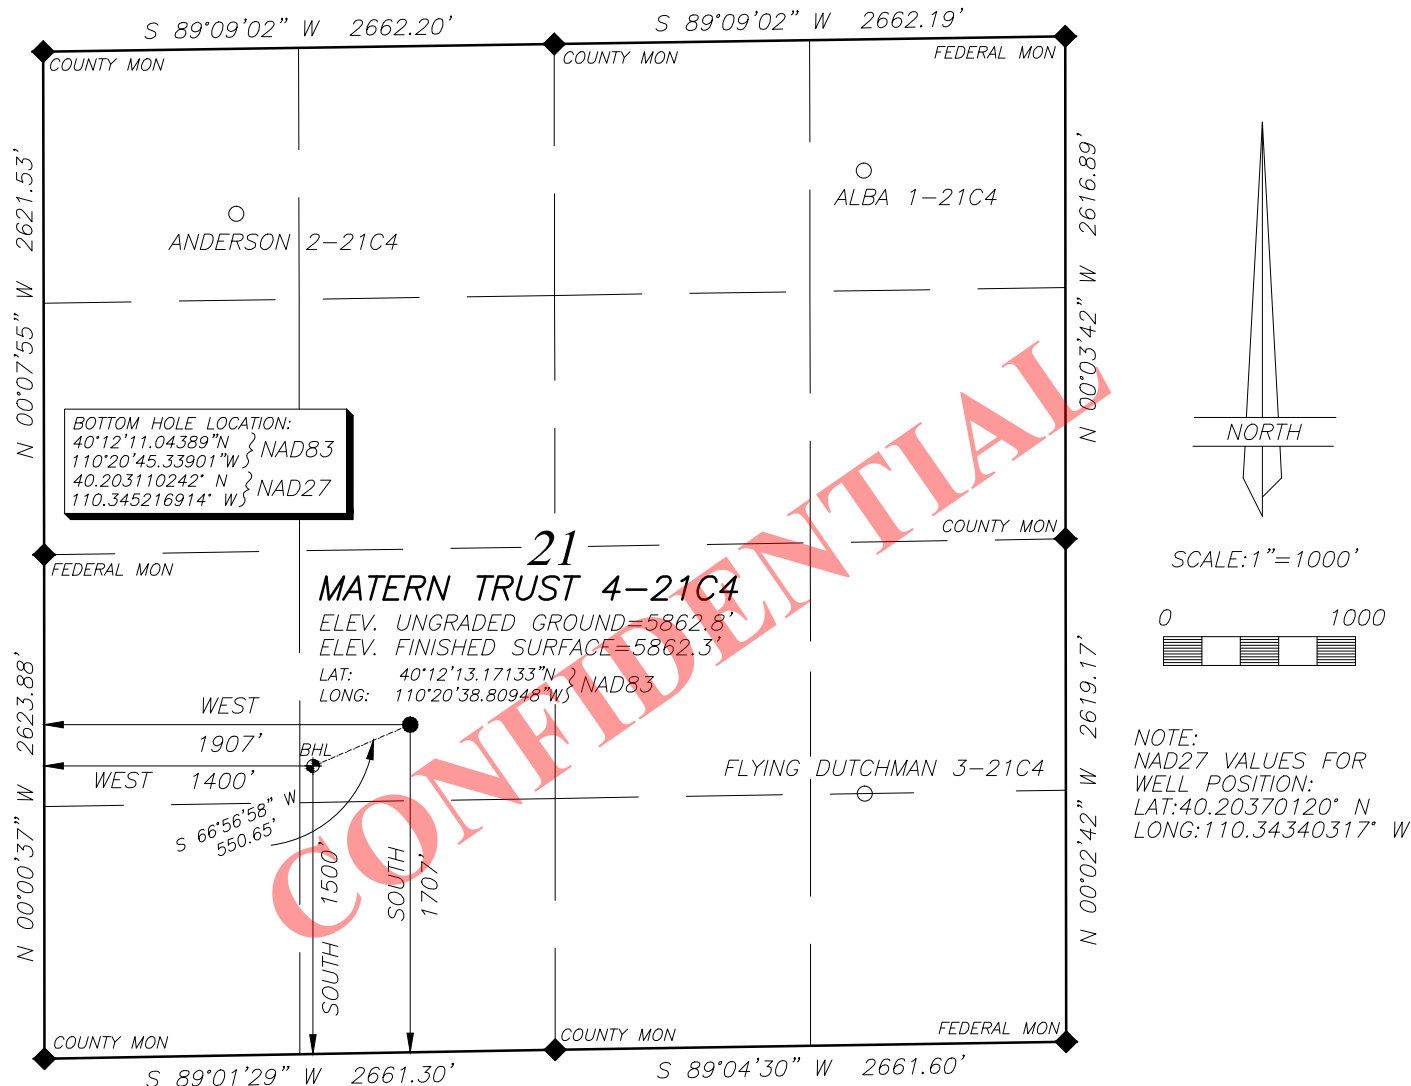 S 89°09'02" W 2662.20'
S 89°09'02" W 2662.19'
COUNTY MON
COUNTY MON
FEDERAL MON
N 00°07'55" W 2621.53'
N 00°03'42" W 2616.89'
ALBA 1-21C4
ANDERSON 2-21C4
BOTTOM HOLE LOCATION:
40°12'11.04389"N
110°20'45.33901"W
NAD83
40.203110242° N
110.345216914° W
NAD27
NORTH
COUNTY MON
FEDERAL MON
21
SCALE:1"=1000'
0 1000
MATERN TRUST 4-21C4
ELEV. UNGRADED GROUND=5862.8'
ELEV. FINISHED SURFACE=5862.3'
LAT: 40°12'13.17133"N
LONG: 110°20'38.80948"W
NAD83
CONFIDENTIAL
N 00°00'37" W 2623.88'
N 00°02'42" W 2619.17'
WEST
1907'
BHL
WEST 1400'
S 66°56'58" W
550.65'
SOUTH 1500'
SOUTH
1707'
FLYING DUTCHMAN 3-21C4
NOTE:
NAD27 VALUES FOR
WELL POSITION:
LAT:40.20370120° N
LONG:110.34340317° W
COUNTY MON
COUNTY MON
FEDERAL MON
S 89°01'29" W 2661.30'
S 89°04'30" W 2661.60'